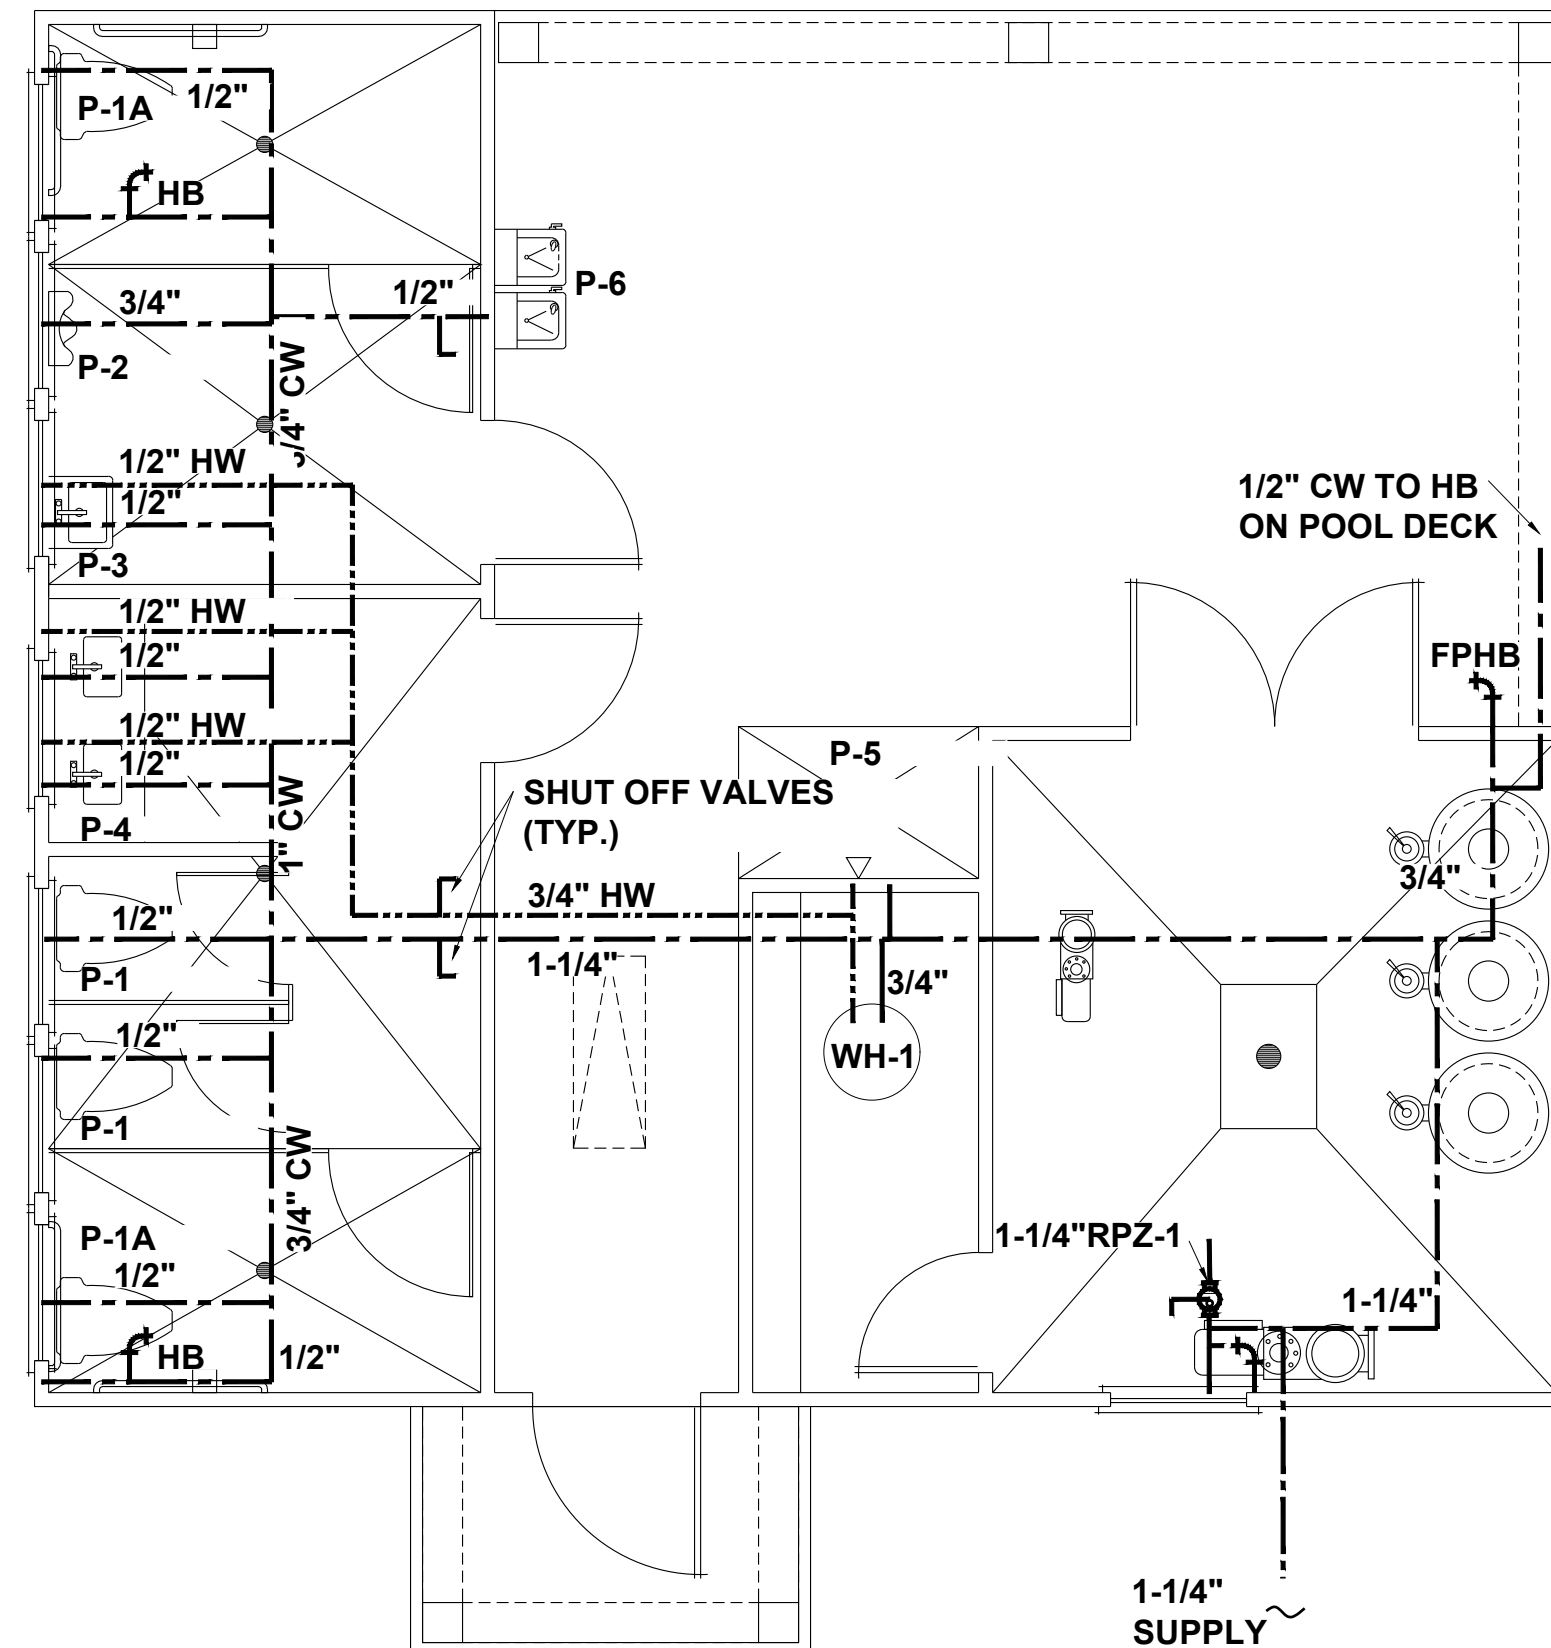 P-1A
1/2"
HB
3/4"
1/2"
P-6
P-2
3/4" CW
1/2" HW
1/2"
P-3
1/2" CW TO HB
ON POOL DECK
1/2" HW
1/2"
FPHB
1/2" HW
1/2"
P-5
P-4
1" CW
SHUT OFF VALVES
(TYP.)
3/4" HW
3/4"
1/2"
1-1/4"
P-1
3/4"
1/2"
WH-1
P-1
3/4" CW
P-1A
1/2"
1-1/4"RPZ-1
1-1/4"
HB
1/2"
1-1/4"
SUPPLY